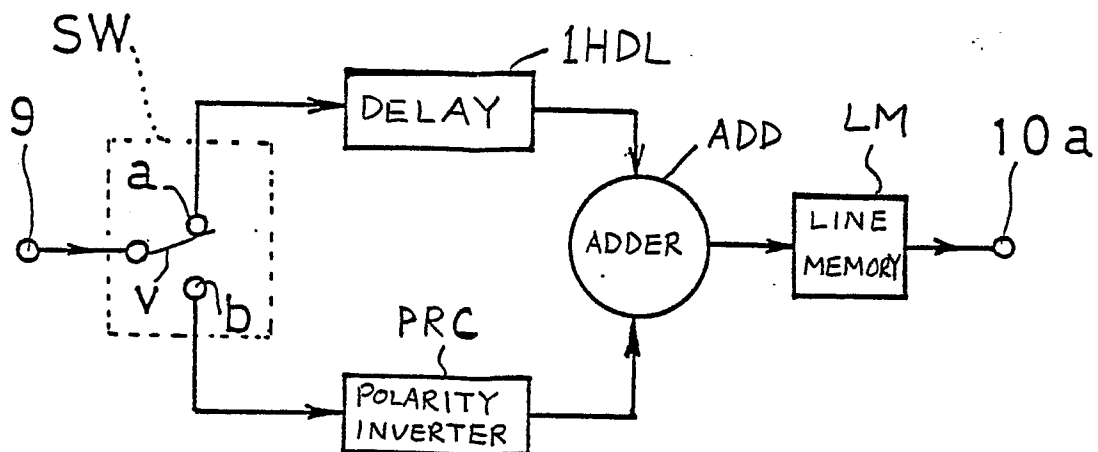 SW
1HDL
DELAY
9
a
V
b
ADD
ADDER
LM
LINE
MEMORY
10a
PRC
POLARITY
INVERTER